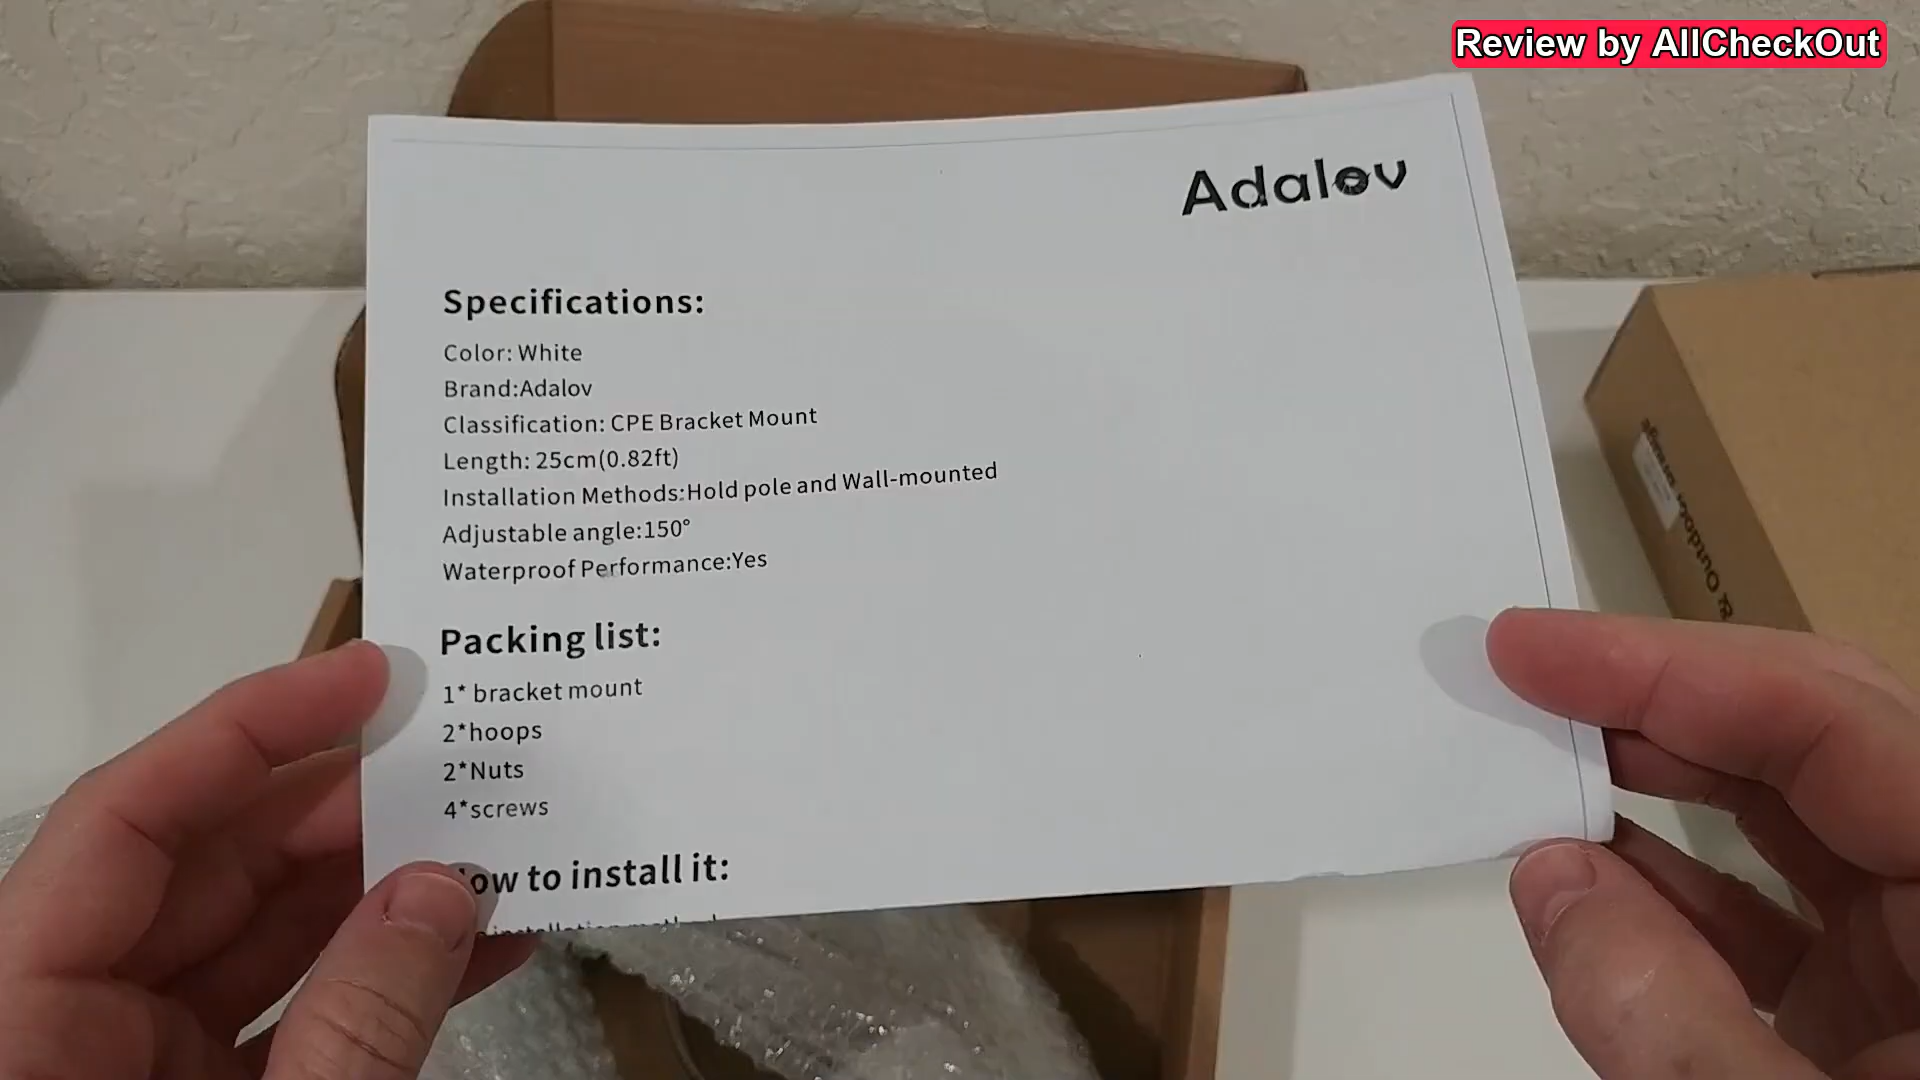 Review by AllCheckOut
Adalov
Specifications:
Color: White
Brand:Adalov
Classification: CPE Bracket Mount
Length: 25cm(0.82ft)
Installation Methods:Hold pole and Wall-mounted
Adjustable angle:150°
Waterproof Performance:Yes
Packing list:
1* bracket mount
2*hoops
2*Nuts
4*screws
to install it:
& Outdoor